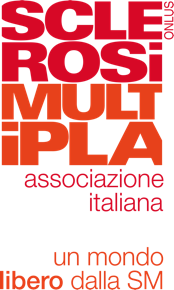 SCLE
ROSi
MULT
iPLA
ONLUS
associazione
italiana
un mondo
libero dalla SM